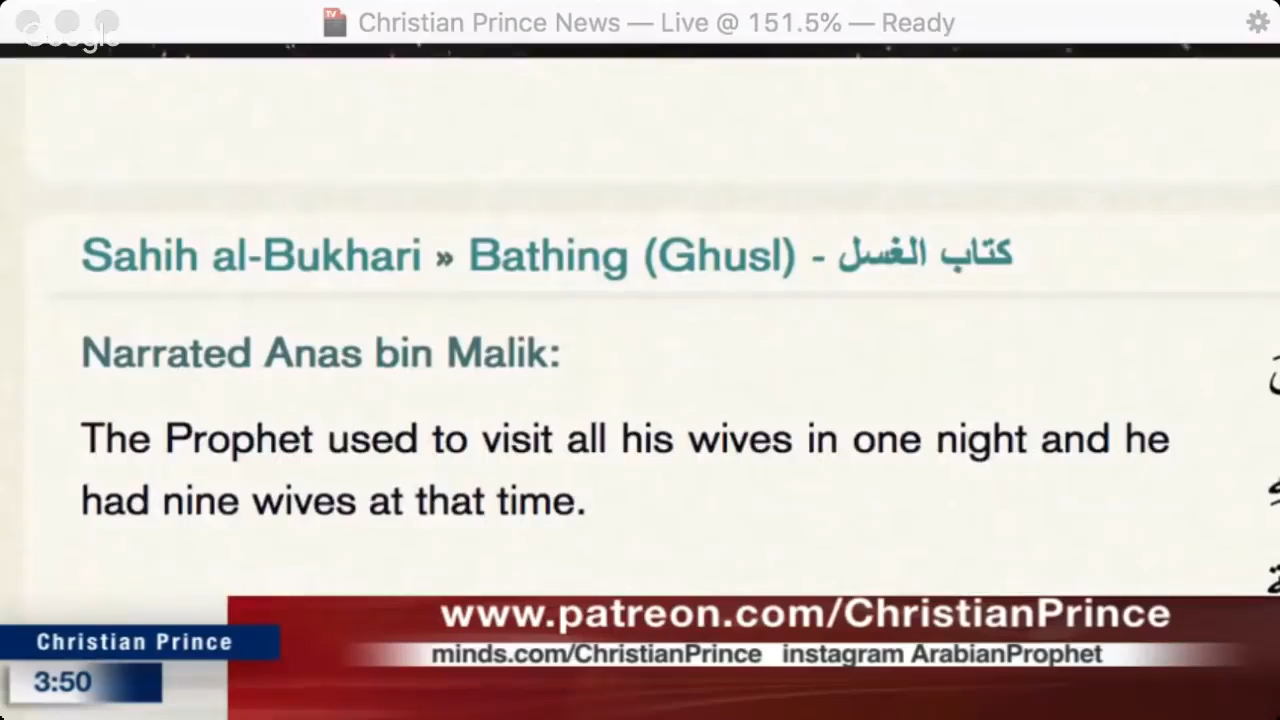 Christian Prince News — Live @ 151.5% — Ready
Google
Sahih al-Bukhari » Bathing (Ghusl) - كتاب الغسل
Narrated Anas bin Malik:
The Prophet used to visit all his wives in one night and he
had nine wives at that time.
www.patreon.com/ChristianPrince
Christian Prince
minds.com/ChristianPrince instagram ArabianProphet
3:50